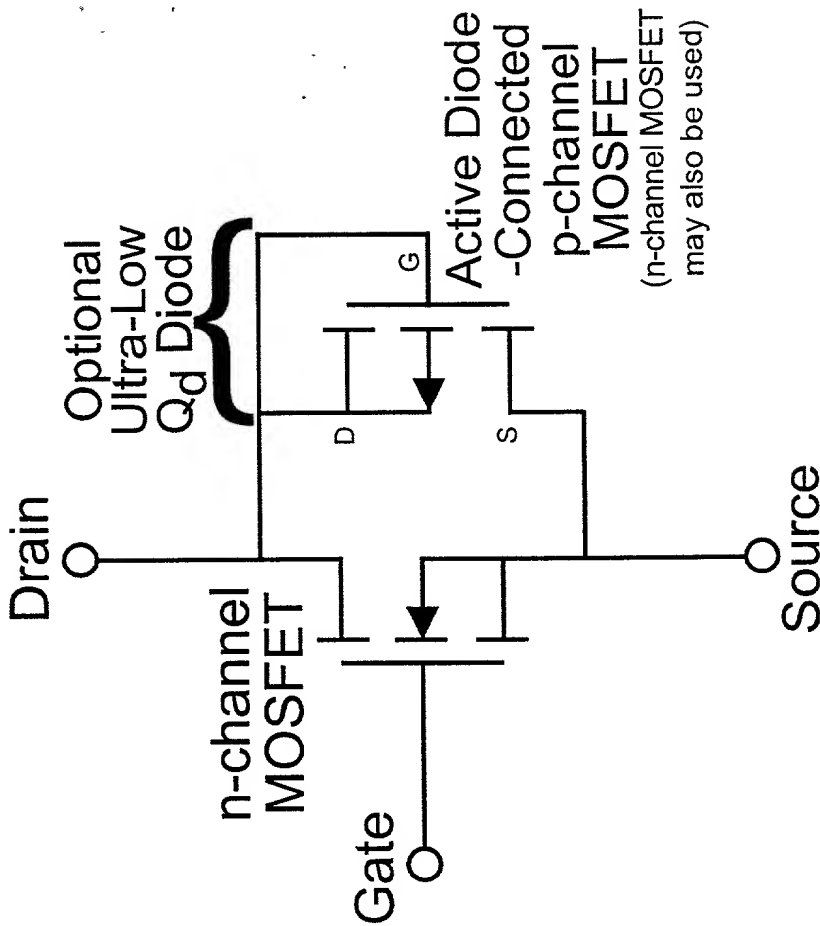 Drain
Optional
Ultra-Low
Qd Diode
n-channel
MOSFET
Gate
D
G
S
Active Diode
-Connected
p-channel
MOSFET
(n-channel MOSFET
may also be used)
Source